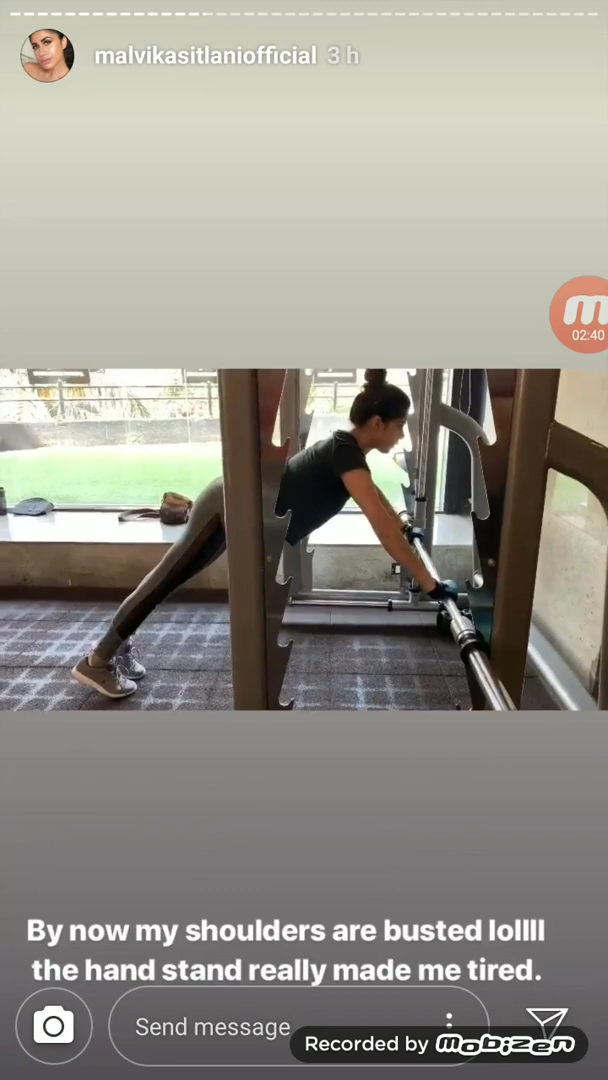 malvikasitlaniofficial 3 h
02:40
By now my shoulders are busted lollll
the hand stand really made me tired.
Send message
Recorded by mobizen